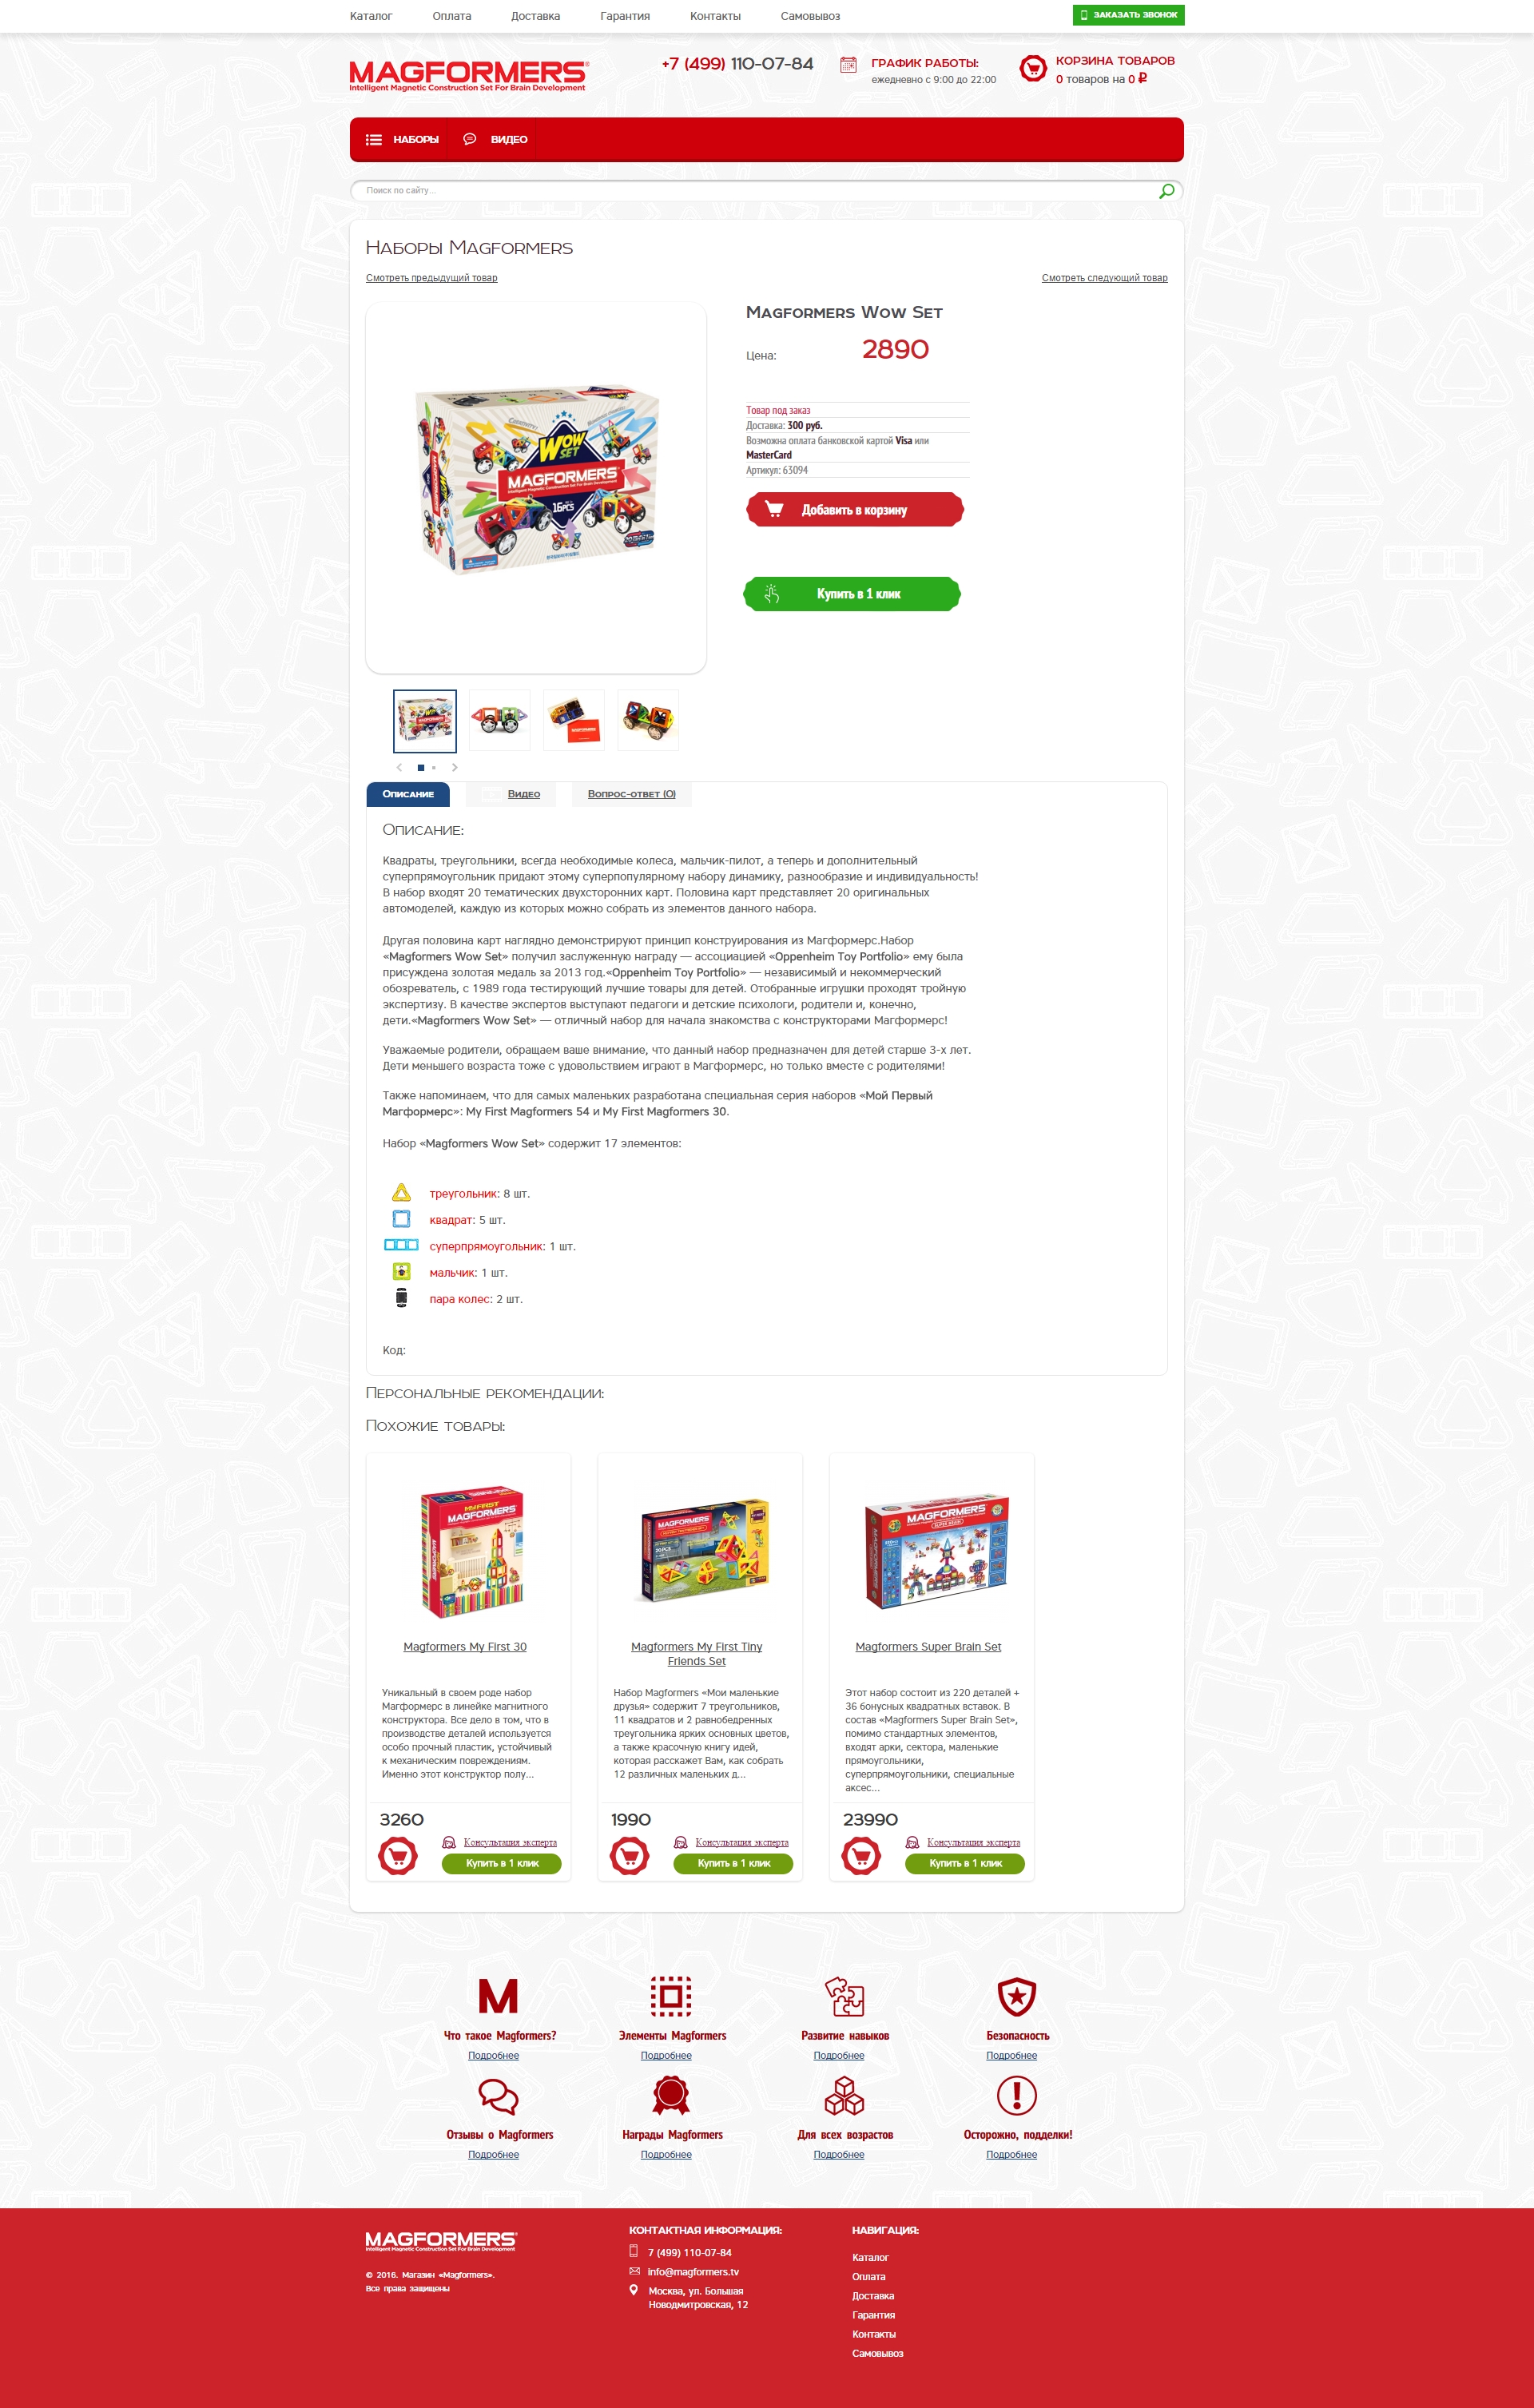 Каталог
Оплата
Доставка
Гарантия
Контакты
Самовывоз
ЗАКАЗАТЬ ЗВОНОК
MAGFORMERS®
Intelligent Magnetic Construction Set For Brain Development
+7 (499) 110-07-84
ГРАФИК РАБОТЫ:
ежедневно с 9:00 до 22:00
КОРЗИНА ТОВАРОВ
0 товаров на 0 ₽
НАБОРЫ
ВИДЕО
Поиск по сайту...
Наборы Magformers
Смотреть предыдущий товар
Смотреть следующий товар
WOW
SET
MAGFORMERS
16PCS
Magformers Wow Set
Цена:
2890
Товар под заказ
Доставка: 300 руб.
Возможна оплата банковской картой Visa или
MasterCard
Артикул: 63094
Добавить в корзину
Купить в 1 клик
Описание
Видео
Вопрос-ответ (0)
Описание:
Квадраты, треугольники, всегда необходимые колеса, мальчик-пилот, а теперь и дополнительный
суперпрямоугольник придают этому суперпопулярному набору динамику, разнообразие и индивидуальность!
В набор входят 20 тематических двухсторонних карт. Половина карт представляет 20 оригинальных
автомоделей, каждую из которых можно собрать из элементов данного набора.
Другая половина карт наглядно демонстрируют принцип конструирования из Магформерс.Набор
«Magformers Wow Set» получил заслуженную награду — ассоциацией «Oppenheim Toy Portfolio» ему была
присуждена золотая медаль за 2013 год.«Oppenheim Toy Portfolio» — независимый и некоммерческий
обозреватель, с 1989 года тестирующий лучшие товары для детей. Отобранные игрушки проходят тройную
экспертизу. В качестве экспертов выступают педагоги и детские психологи, родители и, конечно,
дети.«Magformers Wow Set» — отличный набор для начала знакомства с конструкторами Магформерс!
Уважаемые родители, обращаем ваше внимание, что данный набор предназначен для детей старше 3-х лет.
Дети меньшего возраста тоже с удовольствием играют в Магформерс, но только вместе с родителями!
Также напоминаем, что для самых маленьких разработана специальная серия наборов «Мой Первый
Магформерс»: My First Magformers 54 и My First Magformers 30.
Набор «Magformers Wow Set» содержит 17 элементов:
треугольник: 8 шт.
квадрат: 5 шт.
суперпрямоугольник: 1 шт.
мальчик: 1 шт.
пара колес: 2 шт.
Код:
Персональные рекомендации:
Похожие товары:
MY FIRST
MAGFORMERS
MAGFORMERS
MAGFORMERS
Magformers My First 30
Magformers My First Tiny
Friends Set
Magformers Super Brain Set
Уникальный в своем роде набор
Магформерс в линейке магнитного
конструктора. Все дело в том, что в
производстве деталей используется
особо прочный пластик, устойчивый
к механическим повреждениям.
Именно этот конструктор полу...
Набор Magformers «Мои маленькие
друзья» содержит 7 треугольников,
11 квадратов и 2 равнобедренных
треугольника ярких основных цветов,
а также красочную книгу идей,
которая расскажет Вам, как собрать
12 различных маленьких д...
Этот набор состоит из 220 деталей +
36 бонусных квадратных вставок. В
состав «Magformers Super Brain Set»,
помимо стандартных элементов,
входят арки, сектора, маленькие
прямоугольники,
суперпрямоугольники, специальные
аксес...
3260
Консультация эксперта
Купить в 1 клик
1990
Консультация эксперта
Купить в 1 клик
23990
Консультация эксперта
Купить в 1 клик
Что такое Magformers?
Подробнее
Элементы Magformers
Подробнее
Развитие навыков
Подробнее
Безопасность
Подробнее
Отзывы о Magformers
Подробнее
Награды Magformers
Подробнее
Для всех возрастов
Подробнее
Осторожно, подделки!
Подробнее
MAGFORMERS®
Intelligent Magnetic Construction Set For Brain Development
© 2016. Магазин «Magformers».
Все права защищены
КОНТАКТНАЯ ИНФОРМАЦИЯ:
7 (499) 110-07-84
info@magformers.tv
Москва, ул. Большая
Новодмитровская, 12
НАВИГАЦИЯ:
Каталог
Оплата
Доставка
Гарантия
Контакты
Самовывоз